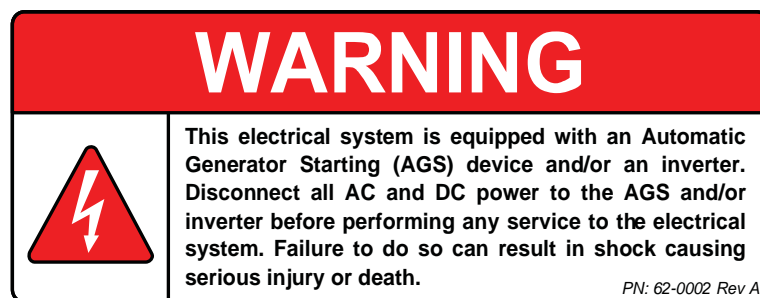 WARNING
This electrical system is equipped with an Automatic
Generator Starting (AGS) device and/or an inverter.
Disconnect all AC and DC power to the AGS and/or
inverter before performing any service to the electrical
system. Failure to do so can result in shock causing
serious injury or death.
PN: 62-0002 Rev A